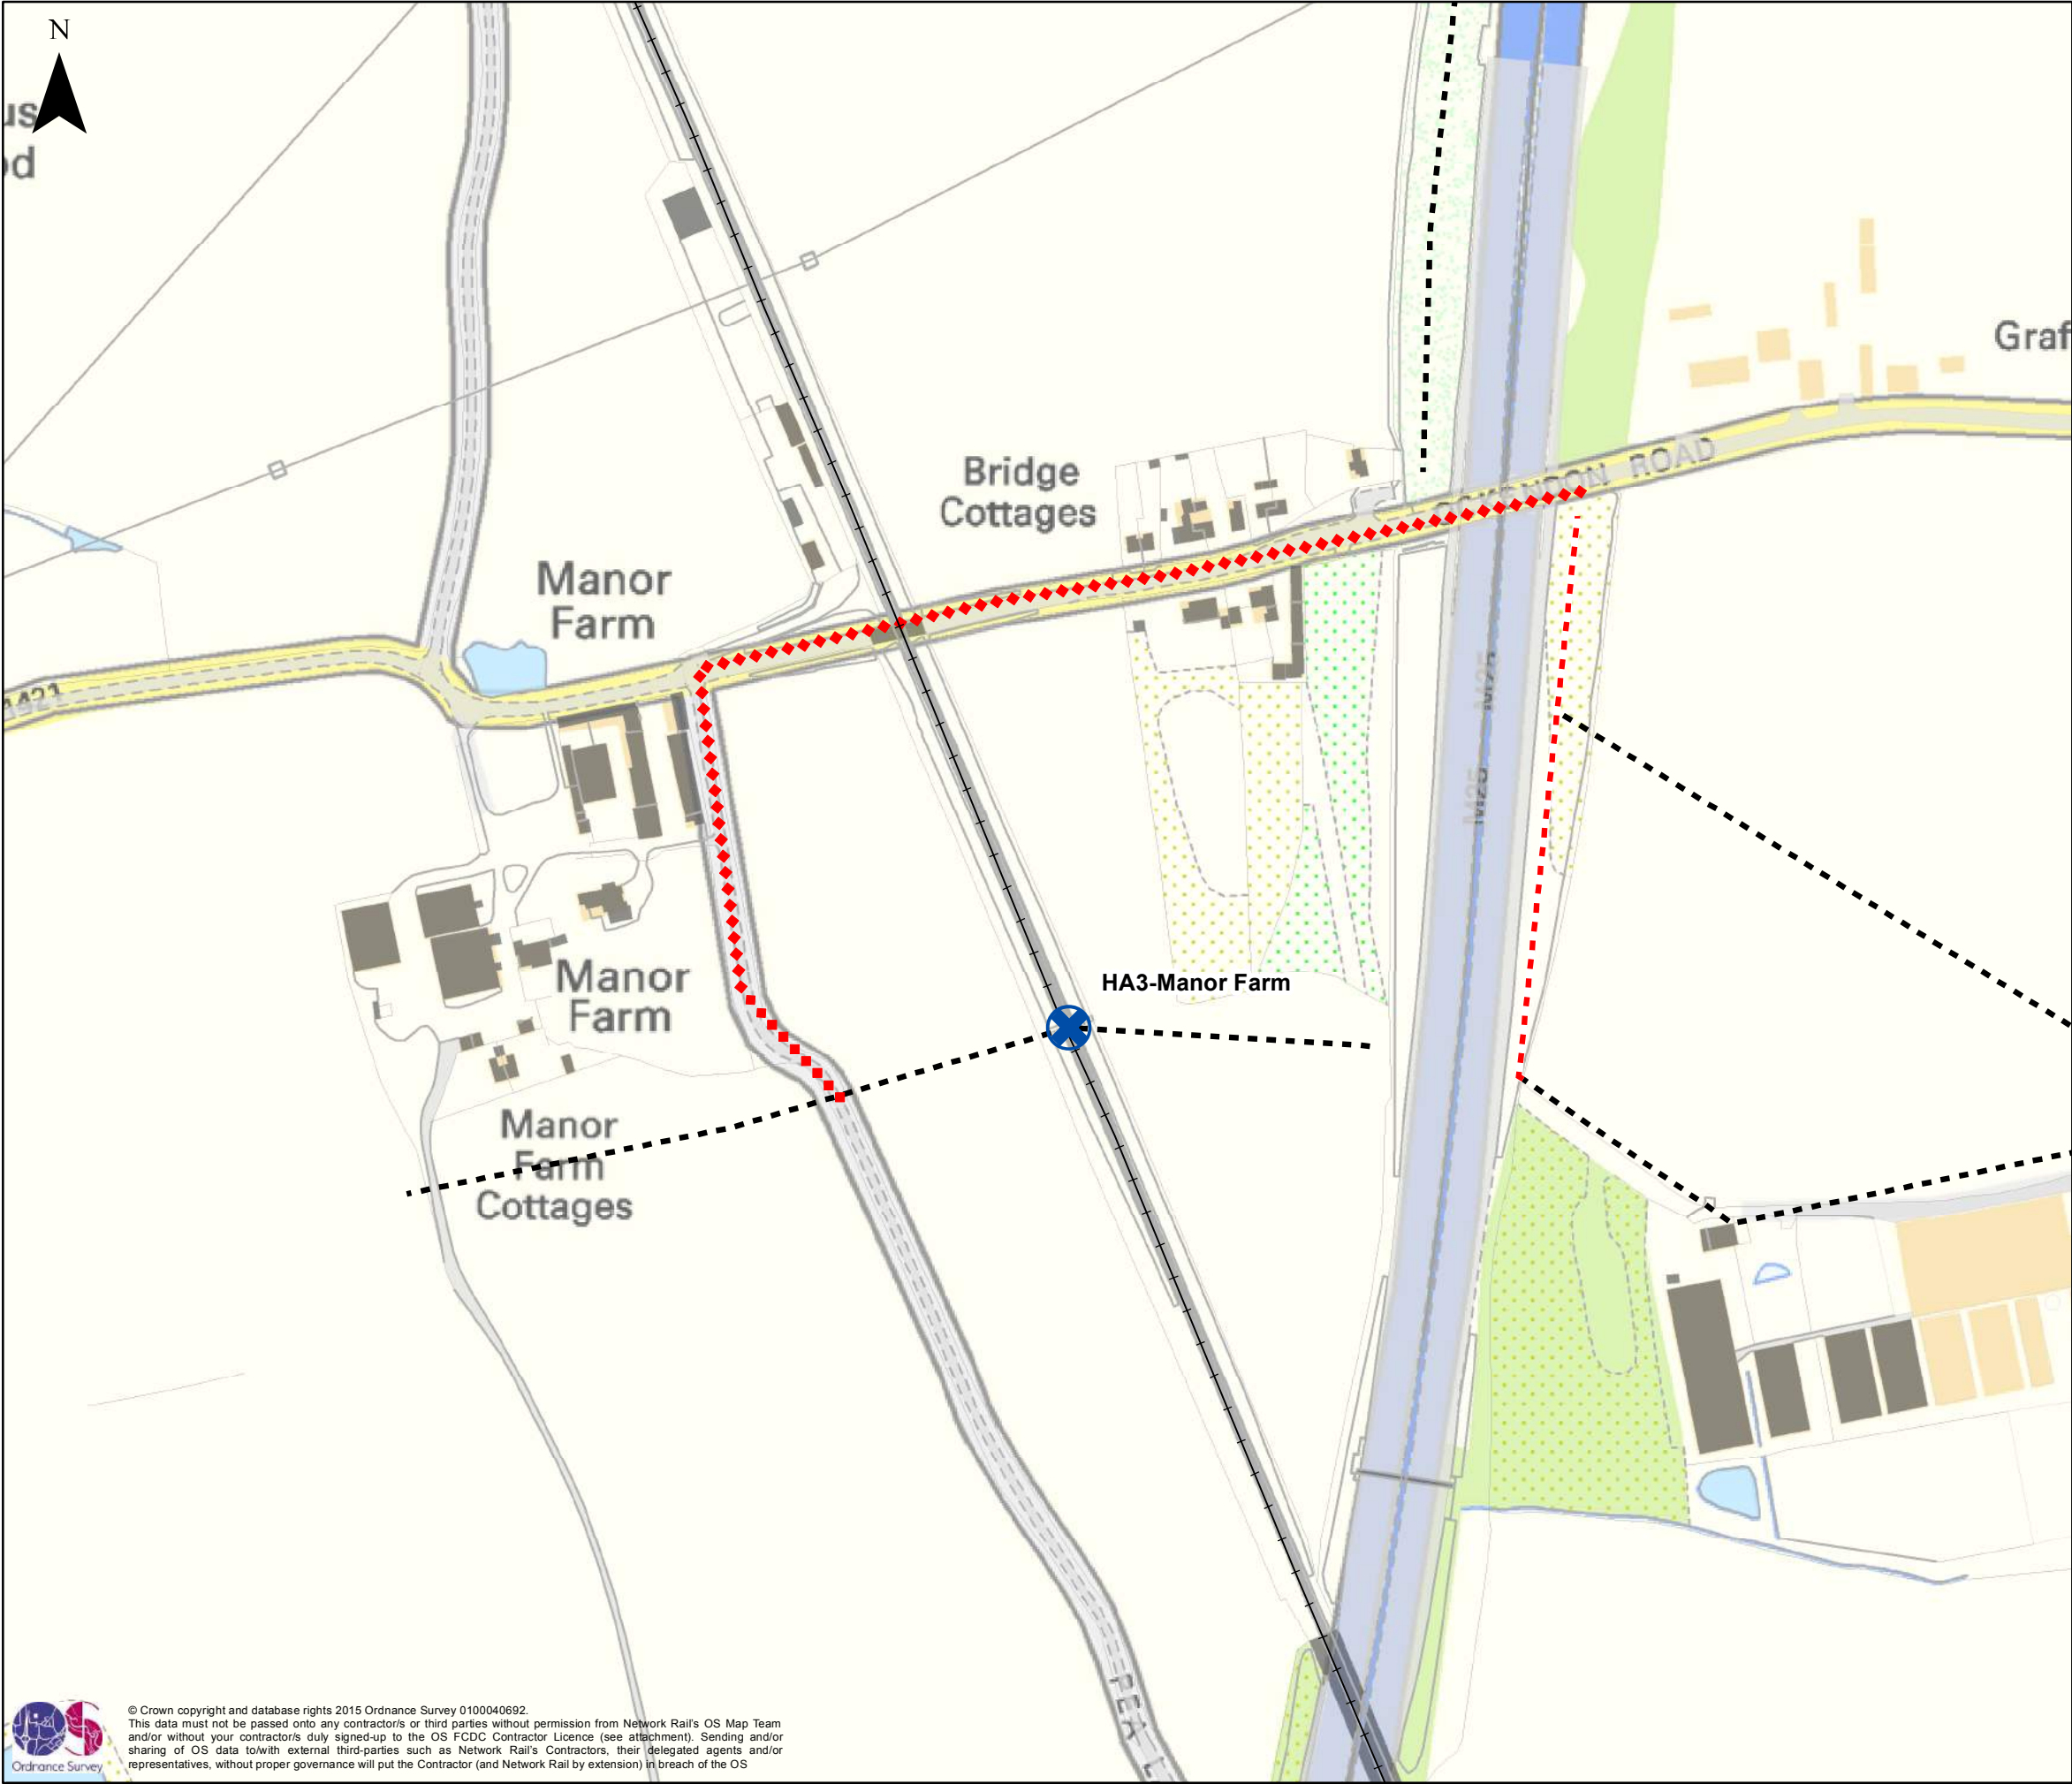 N
Bridge
Cottages
OCKENDON ROAD
Manor
Farm
M25
M25
HA3-Manor Farm
Manor
Farm
Manor
Farm
Cottages
© Crown copyright and database rights 2015 Ordnance Survey 0100040692.
This data must not be passed onto any contractor/s or third parties without permission from Network Rail's OS Map Team
and/or without your contractor/s duly signed-up to the OS FCDC Contractor Licence (see attachment). Sending and/or
sharing of OS data to/with external third-parties such as Network Rail's Contractors, their delegated agents and/or
representatives, without proper governance will put the Contractor (and Network Rail by extension) in breach of the OS
Ordnance Survey
PEA